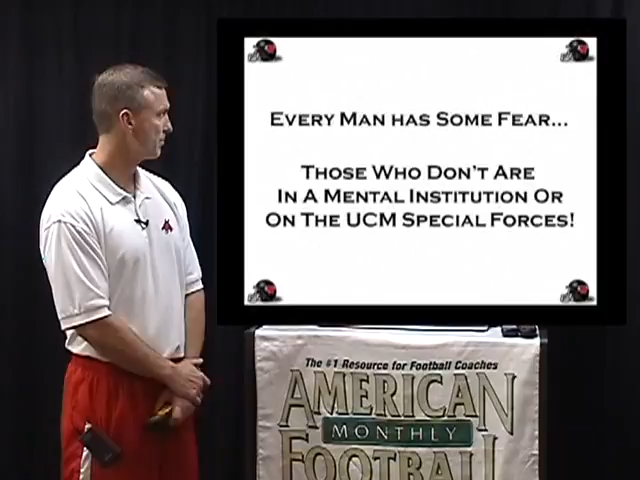 Every Man has Some Fear...
Those Who Don't Are
In A Mental Institution Or
On The UCM Special Forces!
The #1 Resource for Football Coaches
AMERICAN
MONTHLY
FOOTBALL